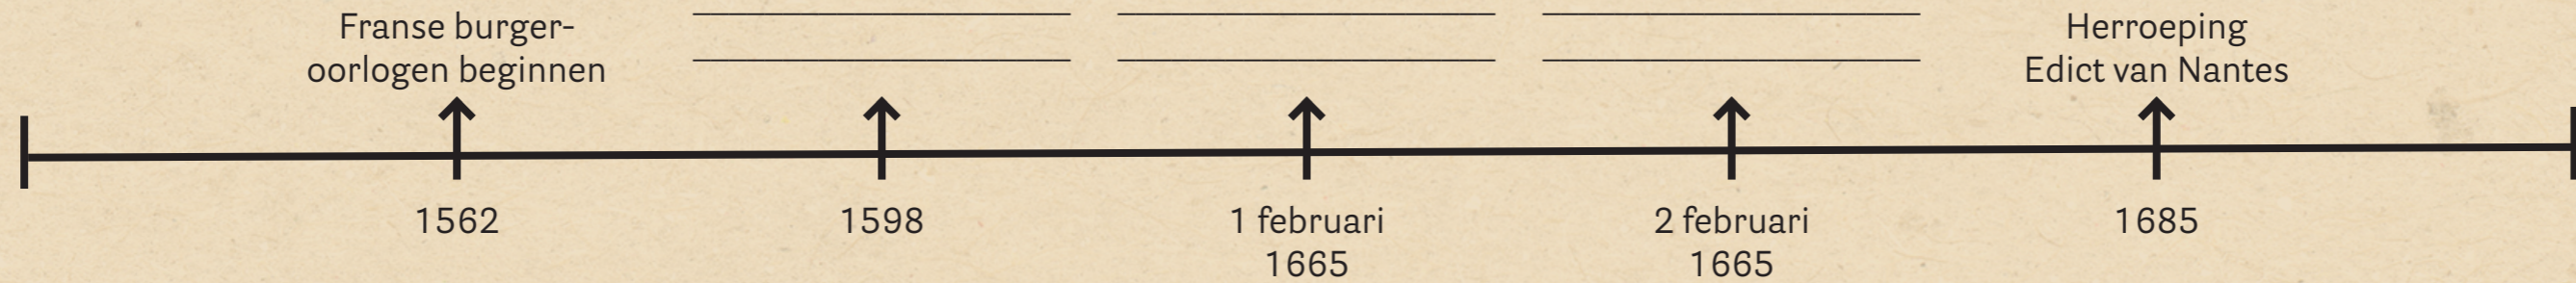 Franse burger-
oorlogen beginnen
Herroeping
Edict van Nantes
1562
1598
1 februari
1665
2 februari
1665
1685